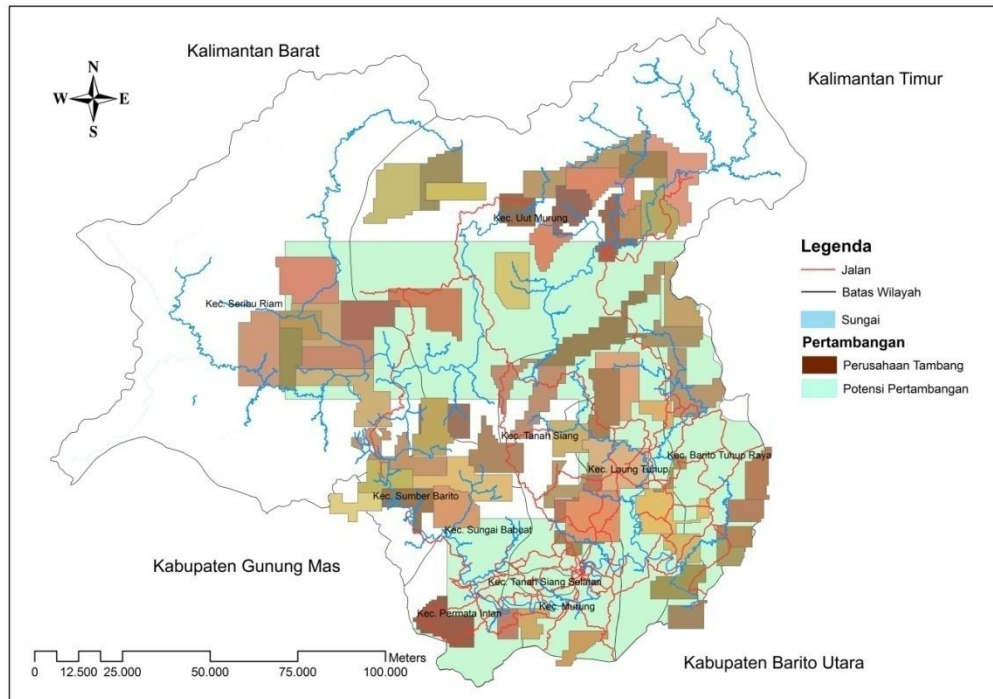 Kalimantan Barat
Kalimantan Timur
N
W E
S
Kec. Uut Murung
Legenda
Jalan
Batas Wilayah
Sungai
Pertambangan
Perusahaan Tambang
Potensi Pertambangan
Kec. Seribu Riam
Kec. Tanah Siang
Kec. Barito Tuhup Raya
Kec. Laung Tuhup
Kec. Sumber Barito
Kec. Sungai Babuat
Kabupaten Gunung Mas
Kec. Tanah Siang Selatan
Kec. Murung
Kec. Permata Intan
Kabupaten Barito Utara
Meters
0 12.500 25.000 50.000 75.000 100.000